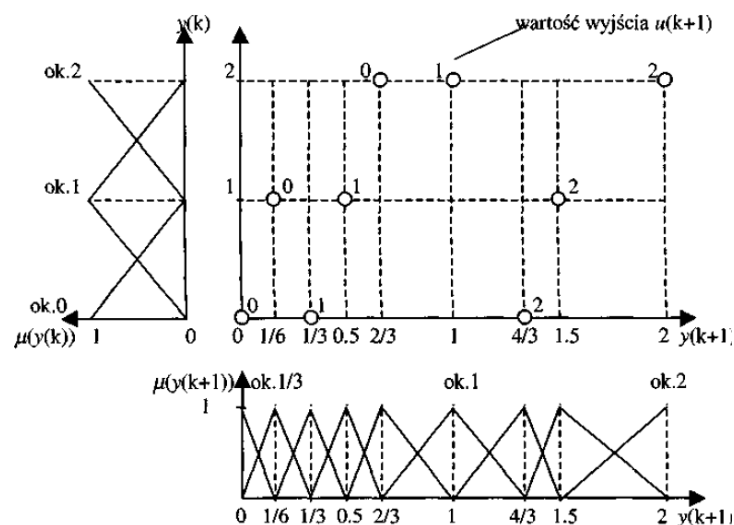 y(k)
wartość wyjścia u(k+1)
ok.2
2
0
1
2
ok.1
1
0
1
2
ok.0
0
1
2
μ(y(k))
1
0
0
1/6
1/3
0.5
2/3
1
4/3
1.5
2
y(k+1)
μ(y(k+1))
ok.1/3
ok.1
ok.2
1
0
1/6
1/3
0.5
2/3
1
4/3
1.5
2
y(k+1)